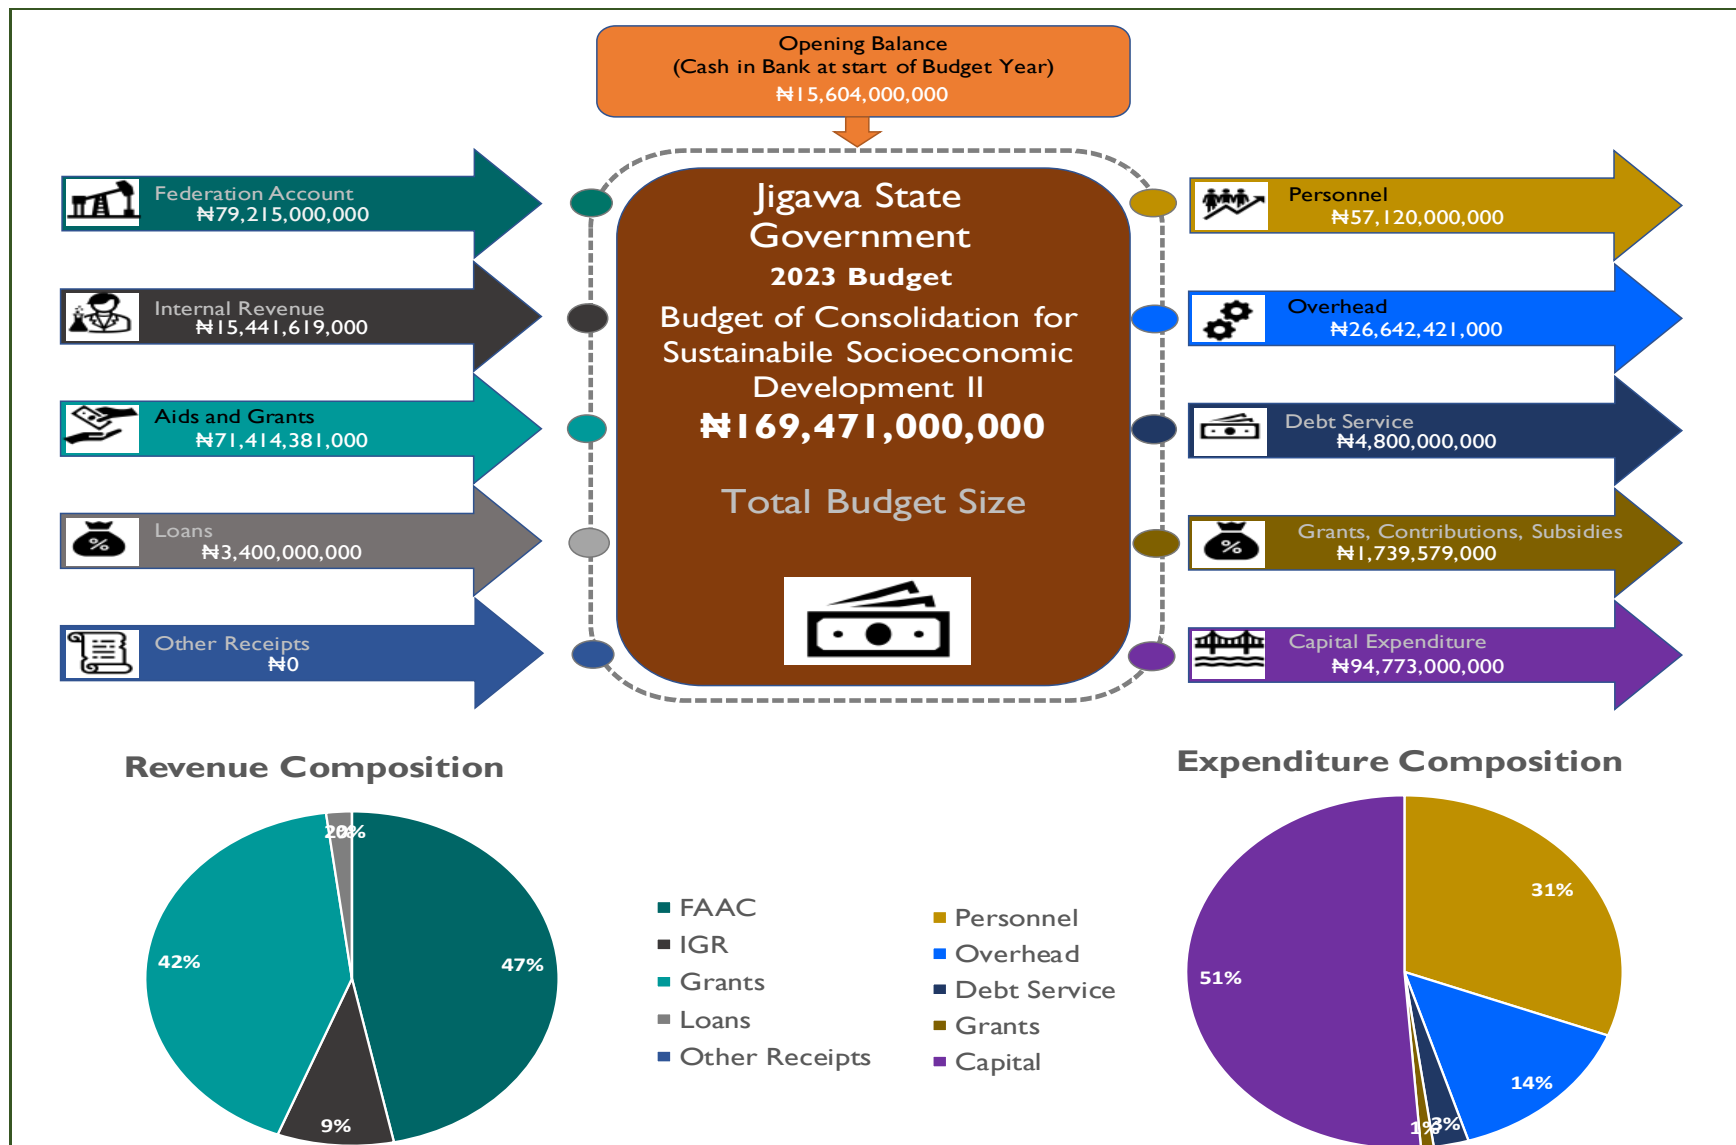 Opening Balance
(Cash in Bank at start of Budget Year)
₦15,604,000,000
Federation Account
₦79,215,000,000
Internal Revenue
₦15,441,619,000
Aids and Grants
₦71,414,381,000
Loans
₦3,400,000,000
Other Receipts
₦0
Jigawa State
Government
2023 Budget
Budget of Consolidation for
Sustainabile Socioeconomic
Development II
₦169,471,000,000
Total Budget Size
Personnel
₦57,120,000,000
Overhead
₦26,642,421,000
Debt Service
₦4,800,000,000
Grants, Contributions, Subsidies
₦1,739,579,000
Capital Expenditure
₦94,773,000,000
Revenue Composition
2%
0%
42%
47%
9%
FAAC
IGR
Grants
Loans
Other Receipts
Personnel
Overhead
Debt Service
Grants
Capital
Expenditure Composition
31%
51%
14%
1%
3%